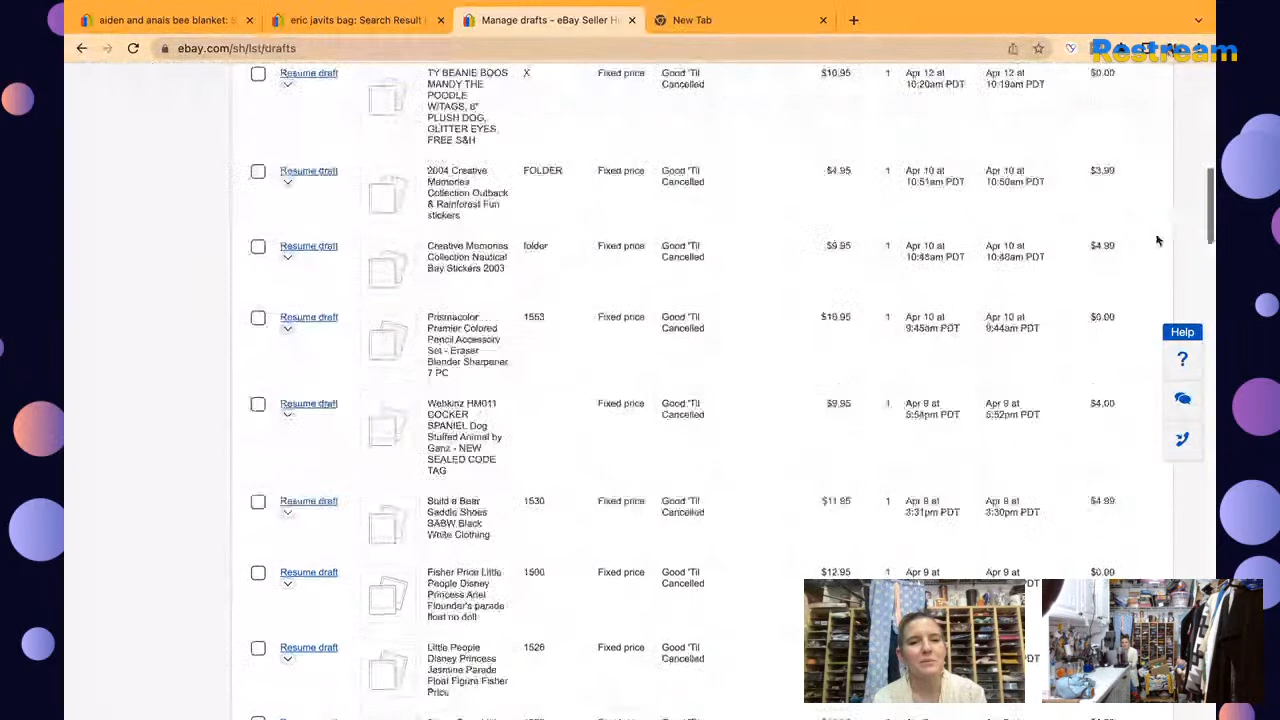 aiden and anais bee blanket: S
eric javits bag: Search Result
Manage drafts - eBay Seller Hu
New Tab
ebay.com/sh/lst/drafts
Restream
Resume draft TY BEANIE BOOS X Fixed price Good 'Til $10.95 1 Apr 12 at Apr 12 at $0.00
MANDY THE Cancelled 10:20am PDT 10:19am PDT
POODLE
W/TAGS, 6"
PLUSH DOG,
GLITTER EYES,
FREE S&H
Resume draft 2004 Creative FOLDER Fixed price Good 'Til $4.95 1 Apr 10 at Apr 10 at $3.99
Memories Cancelled 10:51am PDT 10:50am PDT
Collection Outback
& Rainforest Fun
stickers
Resume draft Creative Memories folder Fixed price Good 'Til $9.95 1 Apr 10 at Apr 10 at $4.99
Collection Nautical Cancelled 10:48am PDT 10:48am PDT
Bay Stickers 2003
Resume draft Prismacolor 1553 Fixed price Good 'Til 1 Apr 10 at Apr 10 at $0.00
Premier Colored Cancelled 9:45am PDT 9:44am PDT
Pencil Accessory
Set - Eraser
Blender Sharpener
7 PC
Help
?
Resume draft Webkinz HM011 Fixed price Good 'Til $9.95 1 Apr 9 at Apr 9 at $4.00
COCKER Cancelled PDT PDT
SPANIEL Dog
Stuffed Animal by
Ganz - NEW
SEALED CODE
TAG
Resume draft Build a Bear 1530 Fixed price Good 'Til $11.95 1 Apr 9 at Apr 9 at $4.99
Saddle Shoes Cancelled 3:31pm PDT 3:30pm PDT
BABW Black
White Clothing
Resume draft Fisher Price Little Fixed price Good 'Til $12.95 1 Apr 9 at Apr 9 at $0.00
People Disney Cancelled
Princess Ariel
Flounder's parade
float no doll
Resume draft Little People 1526 Fixed price Good 'Til
Disney Princess Cancelled
Jasmine Parade
Float Figure Fisher
Price